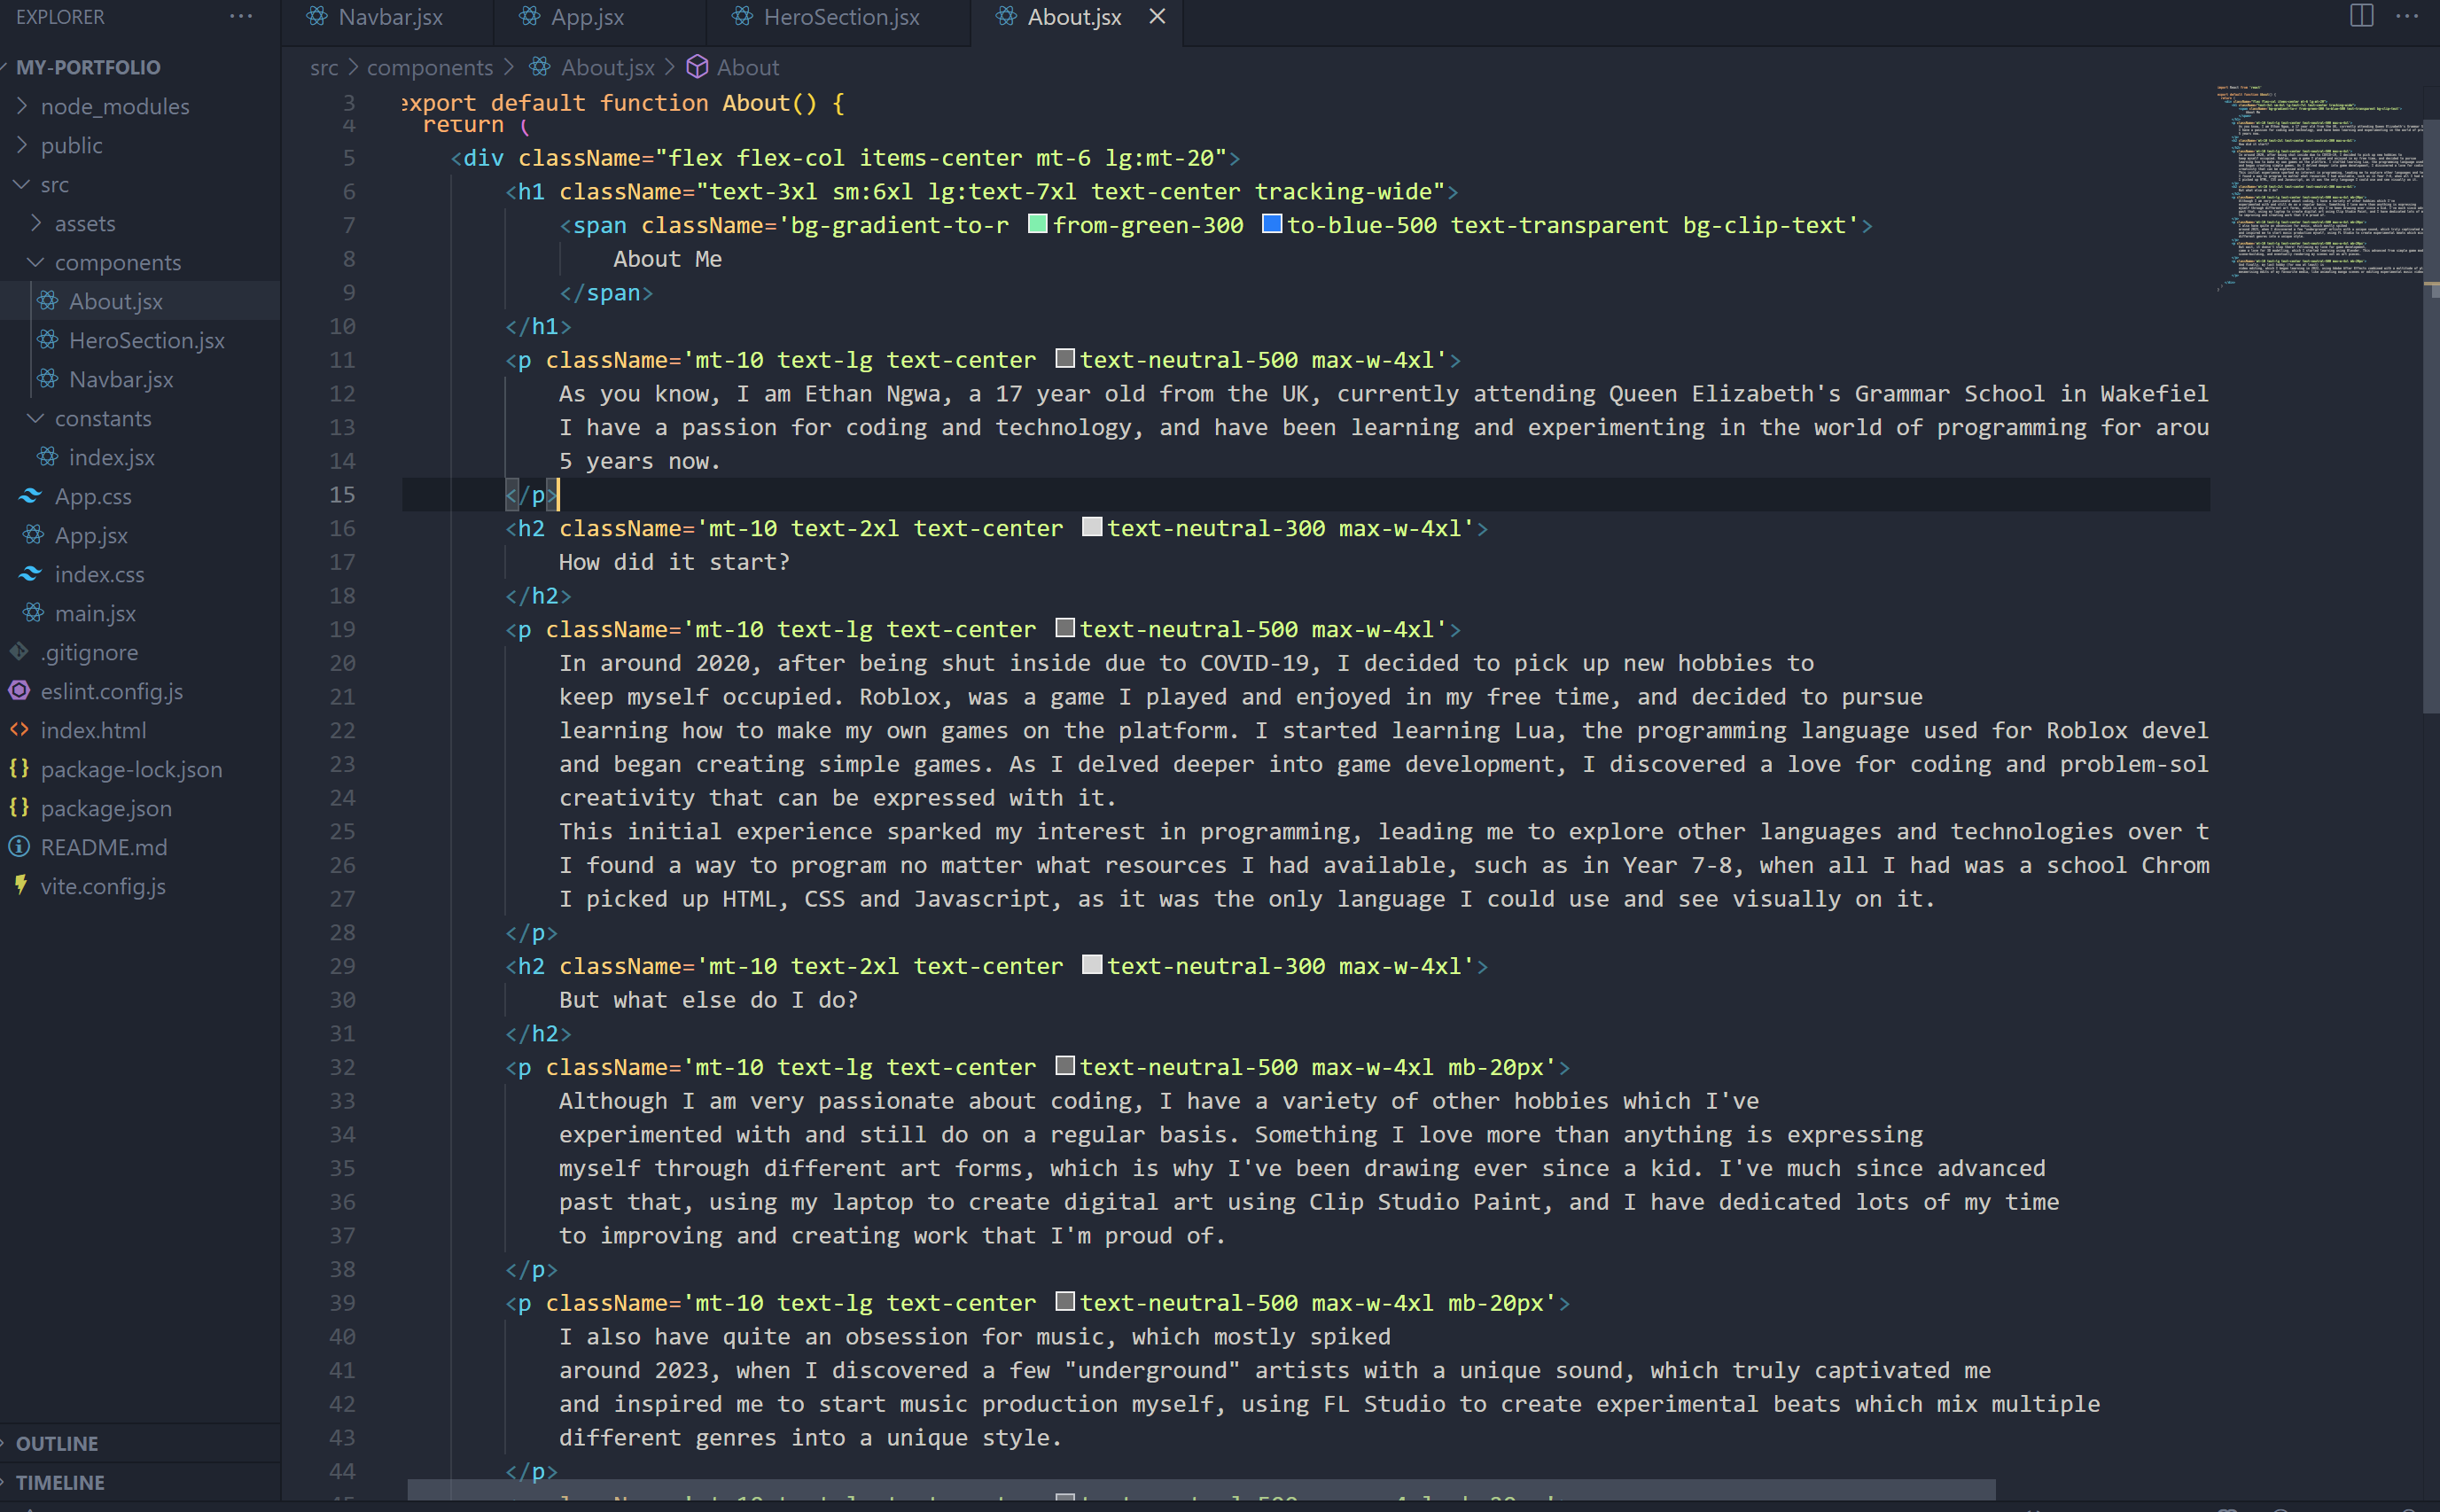 EXPLORER
Navbar.jsx
App.jsx
HeroSection.jsx
About.jsx
MY-PORTFOLIO
node_modules
public
src
assets
components
About.jsx
HeroSection.jsx
Navbar.jsx
constants
index.jsx
App.css
App.jsx
index.css
main.jsx
.gitignore
eslint.config.js
index.html
package-lock.json
package.json
README.md
vite.config.js
OUTLINE
TIMELINE
src > components > About.jsx > About
3 export default function About() {
4 return (
5 <div className="flex flex-col items-center mt-6 lg:mt-20">
6 <h1 className="text-3xl sm:6xl lg:text-7xl text-center tracking-wide">
7 <span className='bg-gradient-to-r from-green-300 to-blue-500 text-transparent bg-clip-text'>
8 About Me
9 </span>
10 </h1>
11 <p className='mt-10 text-lg text-center text-neutral-500 max-w-4xl'>
12 As you know, I am Ethan Ngwa, a 17 year old from the UK, currently attending Queen Elizabeth's Grammar School in Wakefiel
13 I have a passion for coding and technology, and have been learning and experimenting in the world of programming for arou
14 5 years now.
15 </p>
16 <h2 className='mt-10 text-2xl text-center text-neutral-300 max-w-4xl'>
17 How did it start?
18 </h2>
19 <p className='mt-10 text-lg text-center text-neutral-500 max-w-4xl'>
20 In around 2020, after being shut inside due to COVID-19, I decided to pick up new hobbies to
21 keep myself occupied. Roblox, was a game I played and enjoyed in my free time, and decided to pursue
22 learning how to make my own games on the platform. I started learning Lua, the programming language used for Roblox devel
23 and began creating simple games. As I delved deeper into game development, I discovered a love for coding and problem-sol
24 creativity that can be expressed with it.
25 This initial experience sparked my interest in programming, leading me to explore other languages and technologies over t
26 I found a way to program no matter what resources I had available, such as in Year 7-8, when all I had was a school Chrom
27 I picked up HTML, CSS and Javascript, as it was the only language I could use and see visually on it.
28 </p>
29 <h2 className='mt-10 text-2xl text-center text-neutral-300 max-w-4xl'>
30 But what else do I do?
31 </h2>
32 <p className='mt-10 text-lg text-center text-neutral-500 max-w-4xl mb-20px'>
33 Although I am very passionate about coding, I have a variety of other hobbies which I've
34 experimented with and still do on a regular basis. Something I love more than anything is expressing
35 myself through different art forms, which is why I've been drawing ever since a kid. I've much since advanced
36 past that, using my laptop to create digital art using Clip Studio Paint, and I have dedicated lots of my time
37 to improving and creating work that I'm proud of.
38 </p>
39 <p className='mt-10 text-lg text-center text-neutral-500 max-w-4xl mb-20px'>
40 I also have quite an obsession for music, which mostly spiked
41 around 2023, when I discovered a few "underground" artists with a unique sound, which truly captivated me
42 and inspired me to start music production myself, using FL Studio to create experimental beats which mix multiple
43 different genres into a unique style.
44 </p>